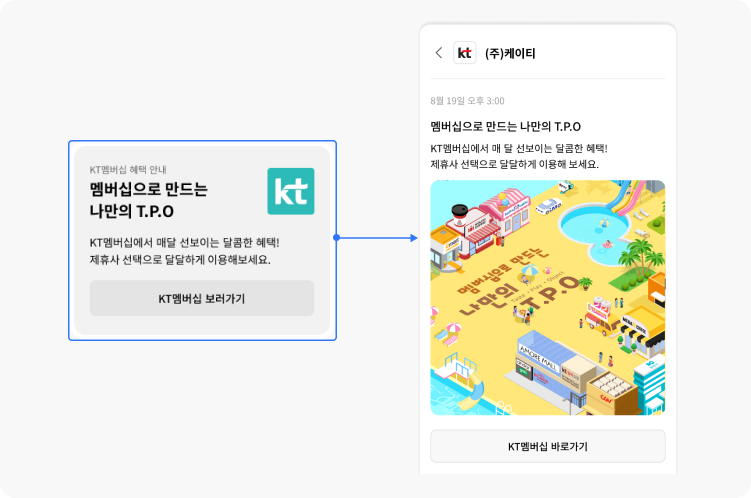 KT멤버십 혜택 안내
멤버십으로 만드는
나만의 T.P.O
kt
KT멤버십에서 매달 선보이는 달콤한 혜택!
제휴사 선택으로 달달하게 이용해보세요.
KT멤버십 보러가기
kt
(주)케이티
8월 19일 오후 3:00
멤버십으로 만드는 나만의 T.P.O
KT멤버십에서 매 달 선보이는 달콤한 혜택!
제휴사 선택으로 달달하게 이용해 보세요.
멤버십으로 만드는
나만의 T.P.O
AMORE MALL
KT멤버십 바로가기